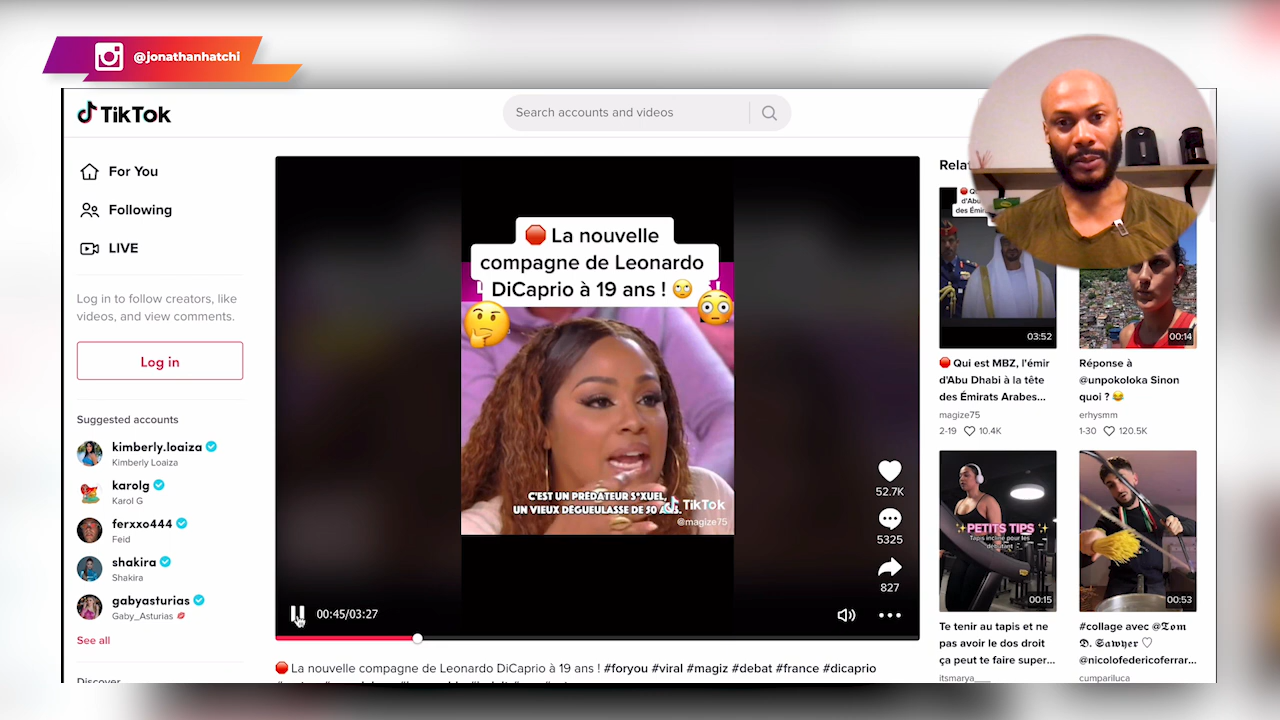 @jonathanhatchi
TikTok
Search accounts and videos
For You
Following
LIVE
Log in to follow creators, like
videos, and view comments.
Log in
Suggested accounts
kimberly.loaiza
Kimberly Loaiza
karolg
Karol G
ferxxo444
Feid
shakira
Shakira
gabyasturias
Gaby_Asturias 💋
See all
Discover
🛑 La nouvelle
compagne de Leonardo
DiCaprio à 19 ans ! 🙄
C'EST UN PRÉDATEUR S*XUEL,
UN VIEUX DÉGUEULASSE DE 50 ANS.
TikTok
@magize75
52.7K
5325
827
00:45/03:27
🛑 La nouvelle compagne de Leonardo DiCaprio à 19 ans ! #foryou #viral #magiz #debat #france #dicaprio
03:52
🛑 Qui est MBZ, l'émir
d'Abu Dhabi à la tête
des Émirats Arabes...
magize75
2-19 10.4K
00:14
Réponse à
@unpokoloka Sinon
quoi ? 😂
erhysmm
1-30 120.5K
✨PETITS TIPS ✨
Tapis incliné pour les
débutant
00:15
Te tenir au tapis et ne
pas avoir le dos droit
ça peut te faire super...
itsmarya___
00:53
#collage avec @𝕿𝖔𝖒
𝕯. 𝕾𝖆𝖜𝖞𝖊𝖗 ♡
@nicolofedericoferrar...
cumpariluca